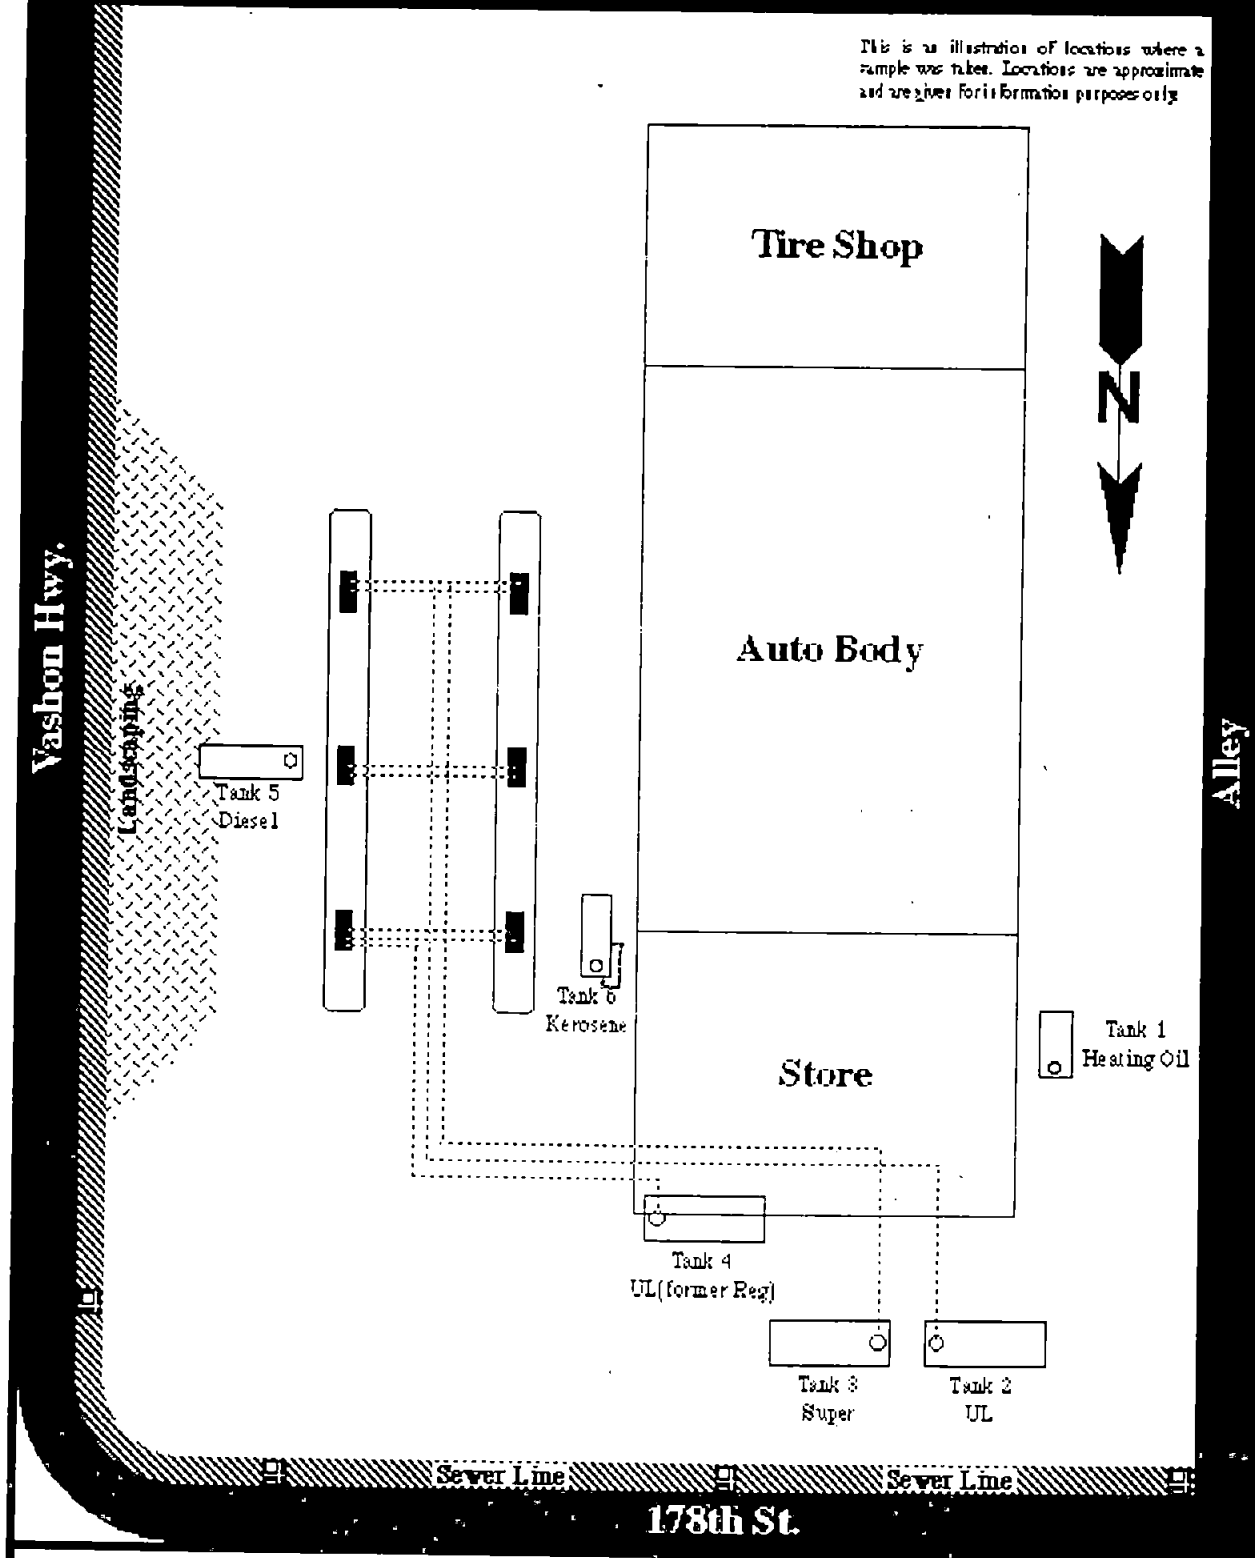 This is an illustration of locations where a
sample was taken. Locations are approximate
and are given for information purposes only.
Tire Shop
N
Auto Body
Vashon Hwy.
Landscaping
Alley
Tank 5
Diesel
Tank 6
Kerosene
Tank 1
Heating Oil
Store
Tank 4
UL(former Reg)
Tank 3
Super
Tank 2
UL
Sewer Line
Sewer Line
178th St.